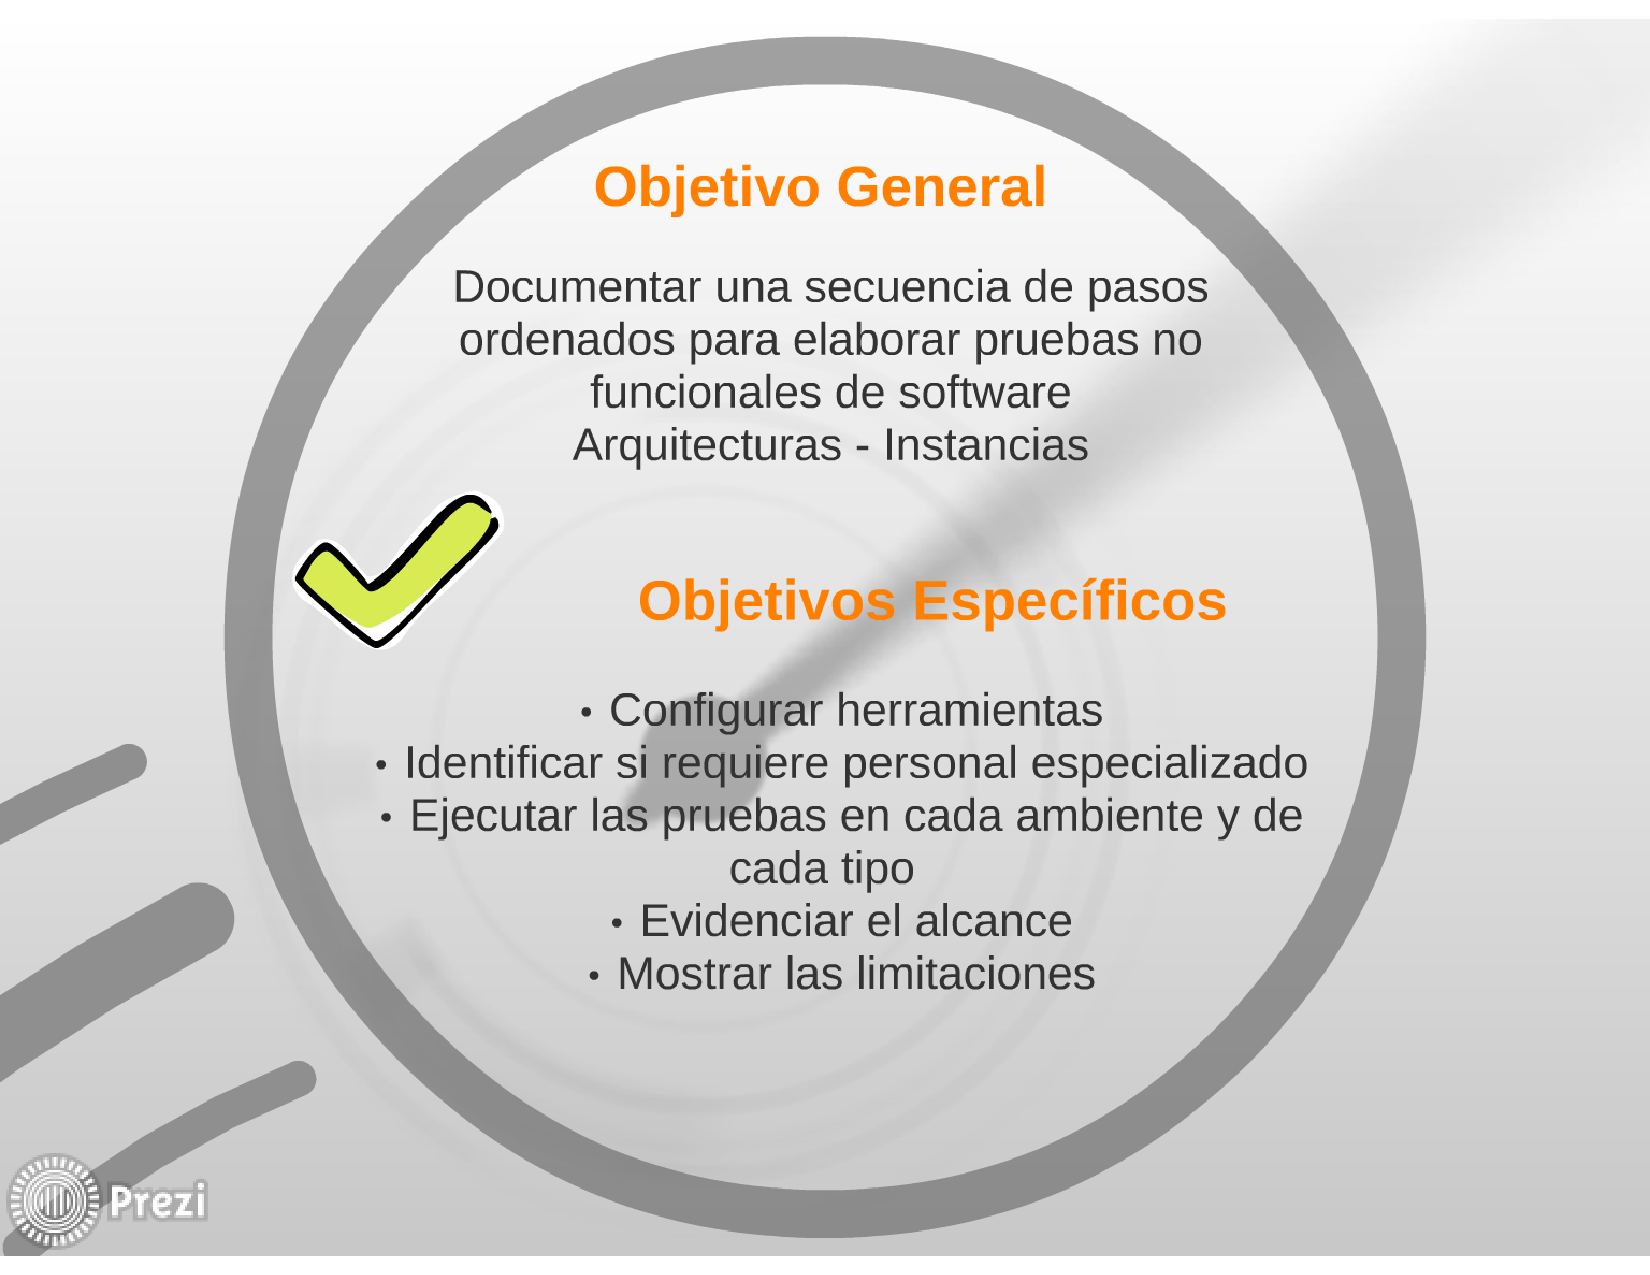 Objetivo General
Documentar una secuencia de pasos
ordenados para elaborar pruebas no
funcionales de software
Arquitecturas - Instancias
Objetivos Específicos
• Configurar herramientas
• Identificar si requiere personal especializado
• Ejecutar las pruebas en cada ambiente y de
cada tipo
• Evidenciar el alcance
• Mostrar las limitaciones
Prezi